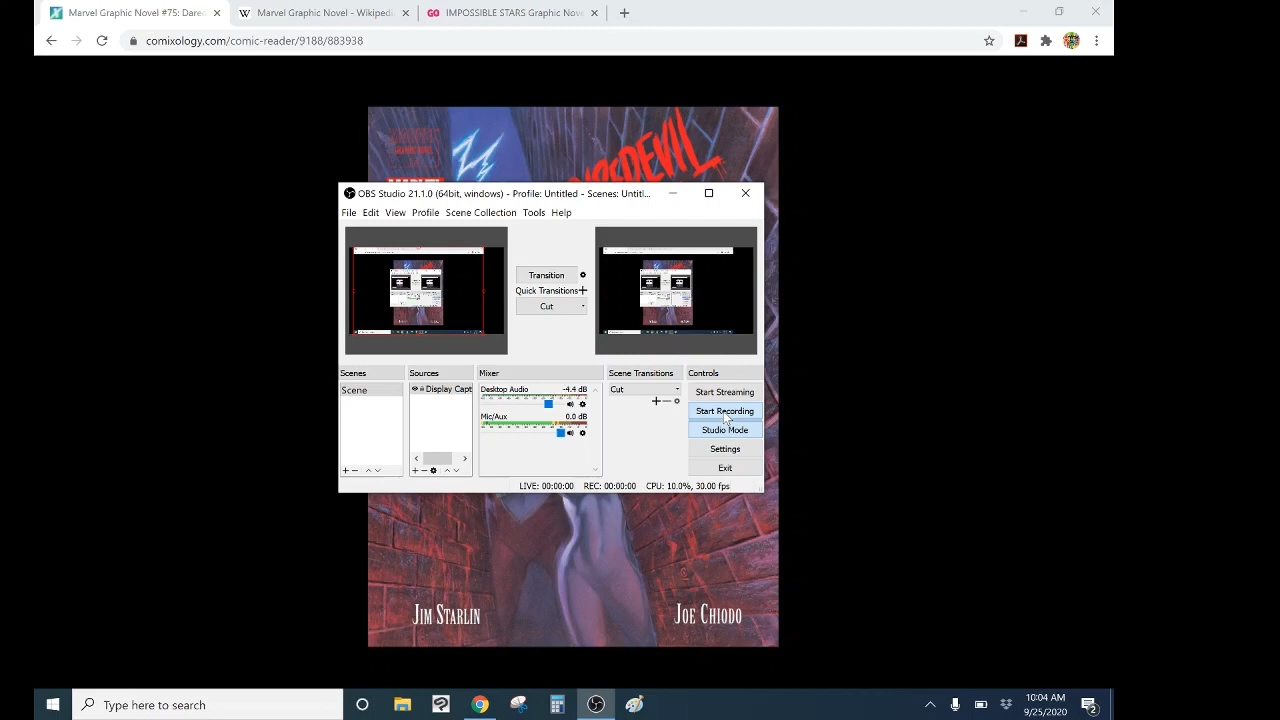 Marvel Graphic Novel #75: Dared
Marvel Graphic Novel - Wikipedi
GO IMPOSSIBLE STARS Graphic Nove
comixology.com/comic-reader/9188/883938
OBS Studio 21.1.0 (64bit, windows) - Profile: Untitled - Scenes: Untitl...
File Edit View Profile Scene Collection Tools Help
Transition
Quick Transitions
Cut
Scenes Sources Mixer Scene Transitions Controls
Scene
Display Capt
Desktop Audio -4.4 dB
Mic/Aux 0.0 dB
Cut
Start Streaming
Start Recording
Studio Mode
Settings
Exit
LIVE: 00:00:00 REC: 00:00:00 CPU: 10.0%, 30.00 fps
JIM STARLIN JOE CHIODO
Type here to search
10:04 AM
9/25/2020
2